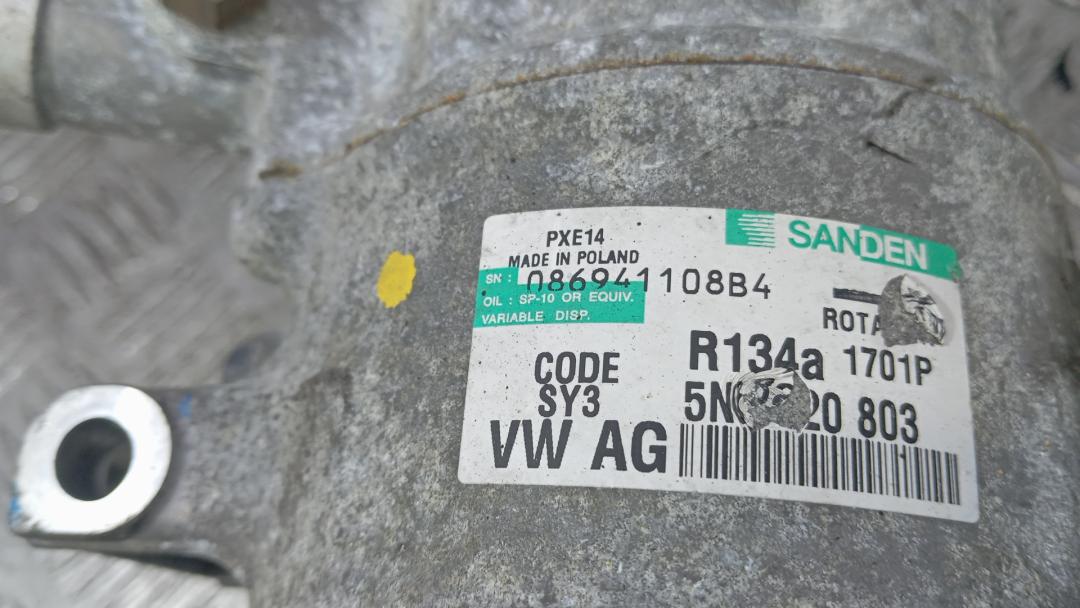 SANDEN
PXE14
MADE IN POLAND
SN : 086941108B4
OIL : SP-10 OR EQUIV.
VARIABLE DISP.
R134a 1701P
CODE
SY3
803
VW AG